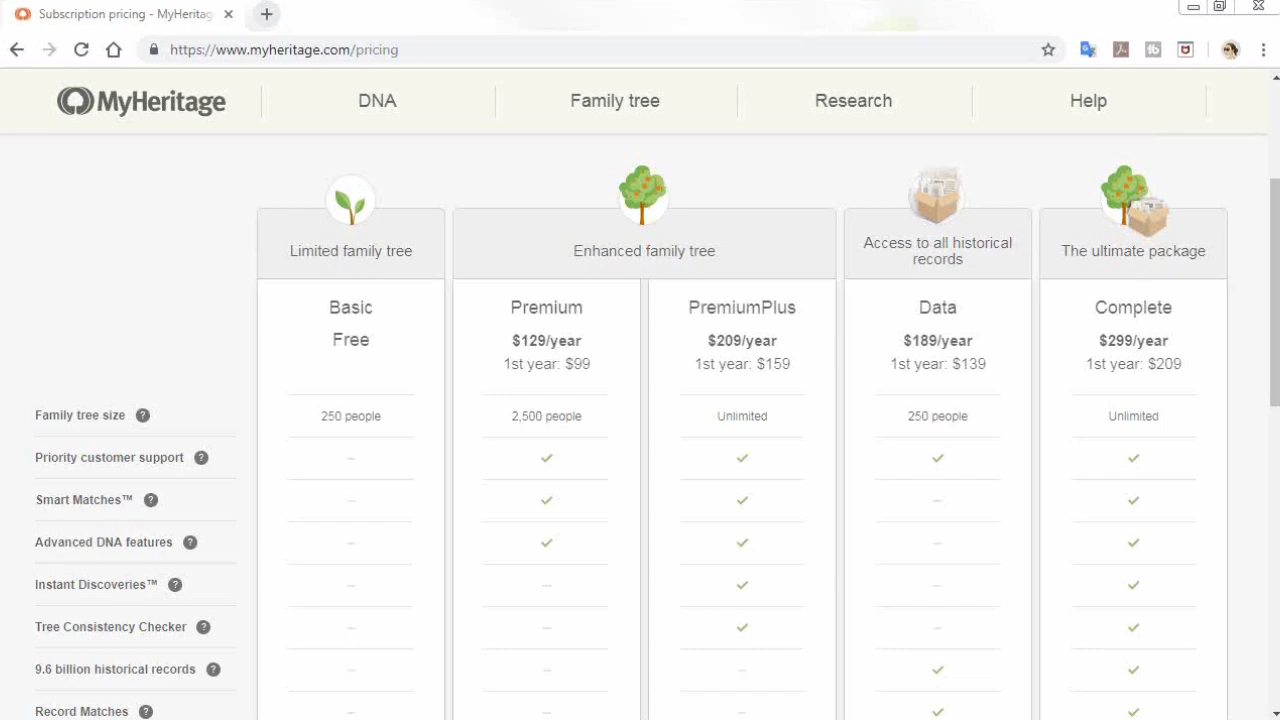 Subscription pricing - MyHeritag
https://www.myheritage.com/pricing
MyHeritage
DNA
Family tree
Research
Help
Limited family tree
Enhanced family tree
Access to all historical
records
The ultimate package
Basic
Premium
PremiumPlus
Data
Complete
Free
$129/year
$209/year
$189/year
$299/year
1st year: $99
1st year: $159
1st year: $139
1st year: $209
Family tree size ?
250 people
2,500 people
Unlimited
250 people
Unlimited
Priority customer support ?
Smart Matches™ ?
Advanced DNA features ?
Instant Discoveries™ ?
Tree Consistency Checker ?
9.6 billion historical records ?
Record Matches ?